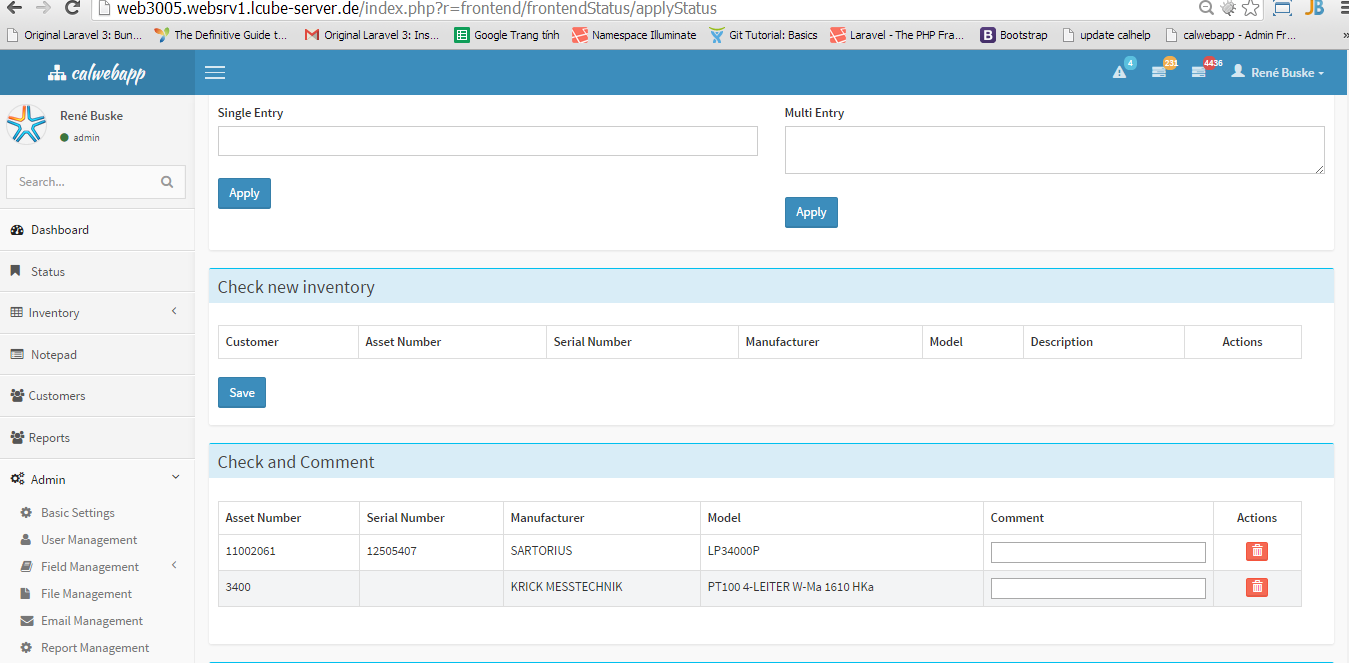 web3005.websrv1.lcube-server.de/index.php?r=frontend/frontendStatus/applyStatus
Original Laravel 3: Bun... The Definitive Guide t... Original Laravel 3: Ins... Google Trang tính Namespace Illuminate Git Tutorial: Basics Laravel - The PHP Fra... B Bootstrap update calhelp calwebapp - Admin Fr... »
JB
calwebapp
4 231 4436 René Buske
René Buske
admin
Search...
Dashboard
Status
Inventory
Notepad
Customers
Reports
Admin
Basic Settings
User Management
Field Management
File Management
Email Management
Report Management
Single Entry
Apply
Multi Entry
Apply
Check new inventory
Customer Asset Number Serial Number Manufacturer Model Description Actions
Save
Check and Comment
Asset Number Serial Number Manufacturer Model Comment Actions
11002061 12505407 SARTORIUS LP34000P
3400 KRICK MESSTECHNIK PT100 4-LEITER W-Ma 1610 HKa